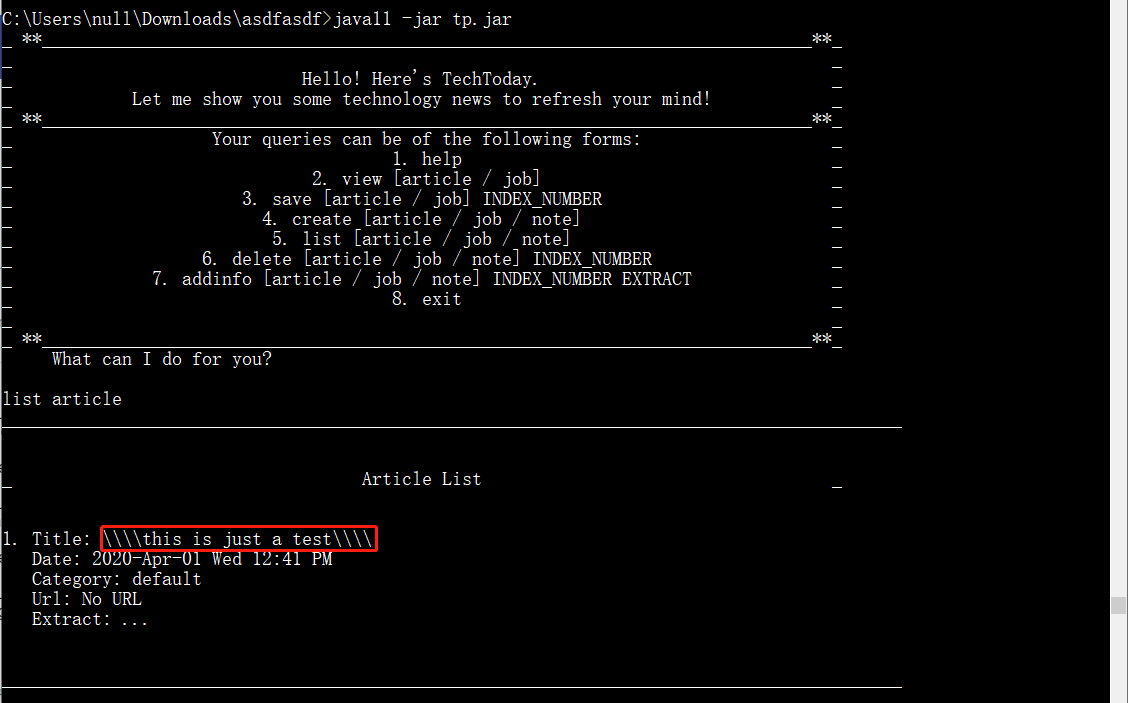 C:\Users\null\Downloads\asdfasdf>java11 -jar tp.jar
_ **_____________________________________________________________________________**_
Hello! Here's TechToday.
Let me show you some technology news to refresh your mind!
_ **_____________________________________________________________________________**_
Your queries can be of the following forms:
1. help
2. view [article / job]
3. save [article / job] INDEX_NUMBER
4. create [article / job / note]
5. list [article / job / note]
6. delete [article / job / note] INDEX_NUMBER
7. addinfo [article / job / note] INDEX_NUMBER EXTRACT
8. exit
_ **_____________________________________________________________________________**_
What can I do for you?
list article
Article List
1. Title: \\\\this is just a test\\\\
Date: 2020-Apr-01 Wed 12:41 PM
Category: default
Url: No URL
Extract: ...